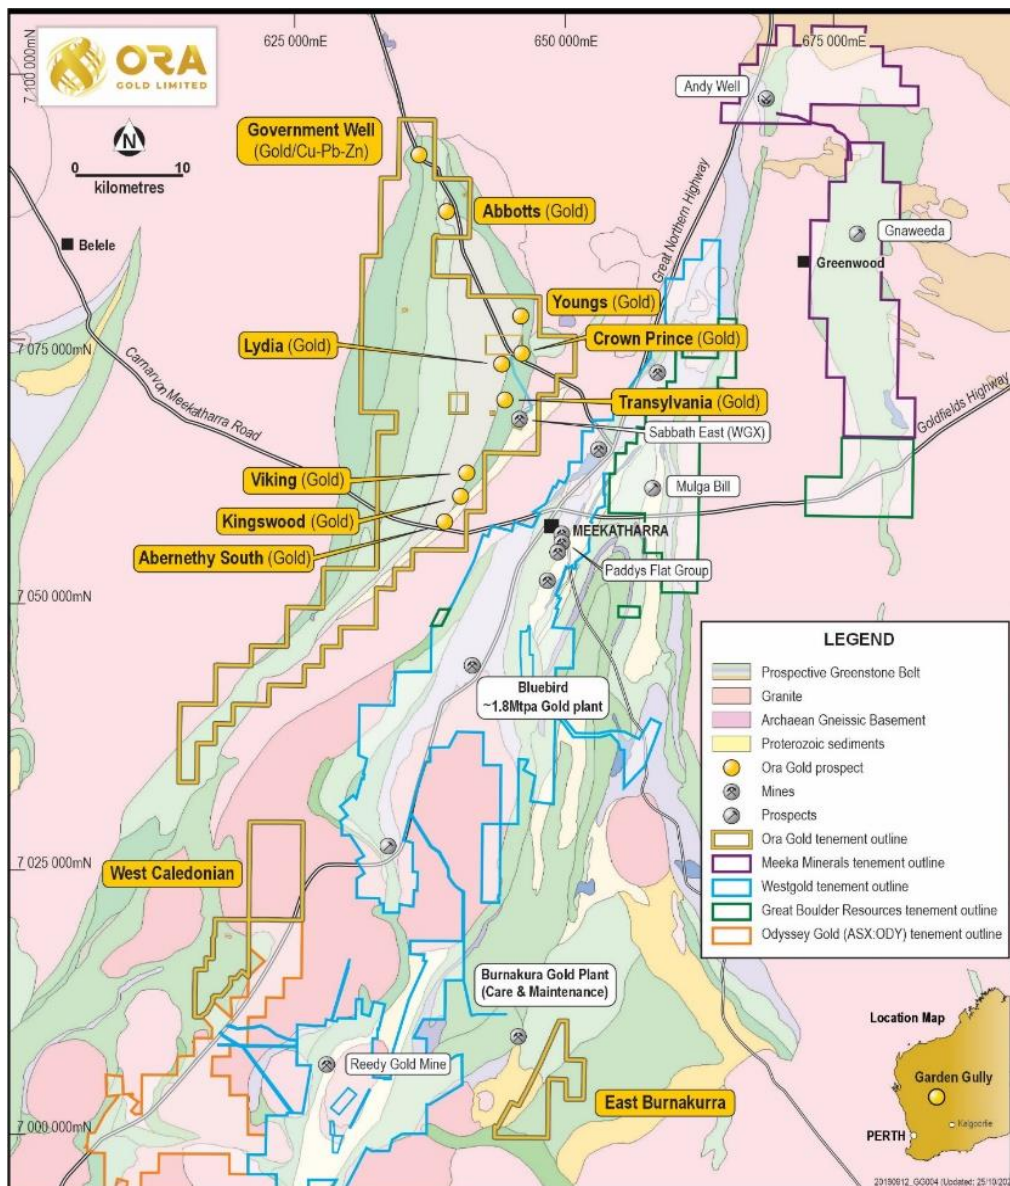 625 000mE
650 000mE
675 000mE
7 100 000mN
ORA
GOLD LIMITED
N
0 10
kilometres
Government Well
(Gold/Cu-Pb-Zn)
Andy Well
Great Northern Highway
Abbotts (Gold)
Gnaweeda
Belele
Greenwood
Youngs (Gold)
Crown Prince (Gold)
Lydia (Gold)
7 075 000mN
Carnarvon Meekatharra Road
Transylvania (Gold)
Goldfields Highway
Sabbath East (WGX)
Viking (Gold)
Mulga Bill
Kingswood (Gold)
MEEKATHARRA
Abernethy South (Gold)
Paddys Flat Group
7 050 000mN
LEGEND
Prospective Greenstone Belt
Granite
Archaean Gneissic Basement
Proterozoic sediments
Ora Gold prospect
Mines
Prospects
Ora Gold tenement outline
Meeka Minerals tenement outline
Westgold tenement outline
Great Boulder Resources tenement outline
Odyssey Gold (ASX:ODY) tenement outline
Bluebird
~1.8Mtpa Gold plant
7 025 000mN
West Caledonian
Burnakura Gold Plant
(Care & Maintenance)
Reedy Gold Mine
East Burnakurra
7 000 000mN
Location Map
Garden Gully
Kalgoorlie
PERTH
20190912_GG004 (Updated: